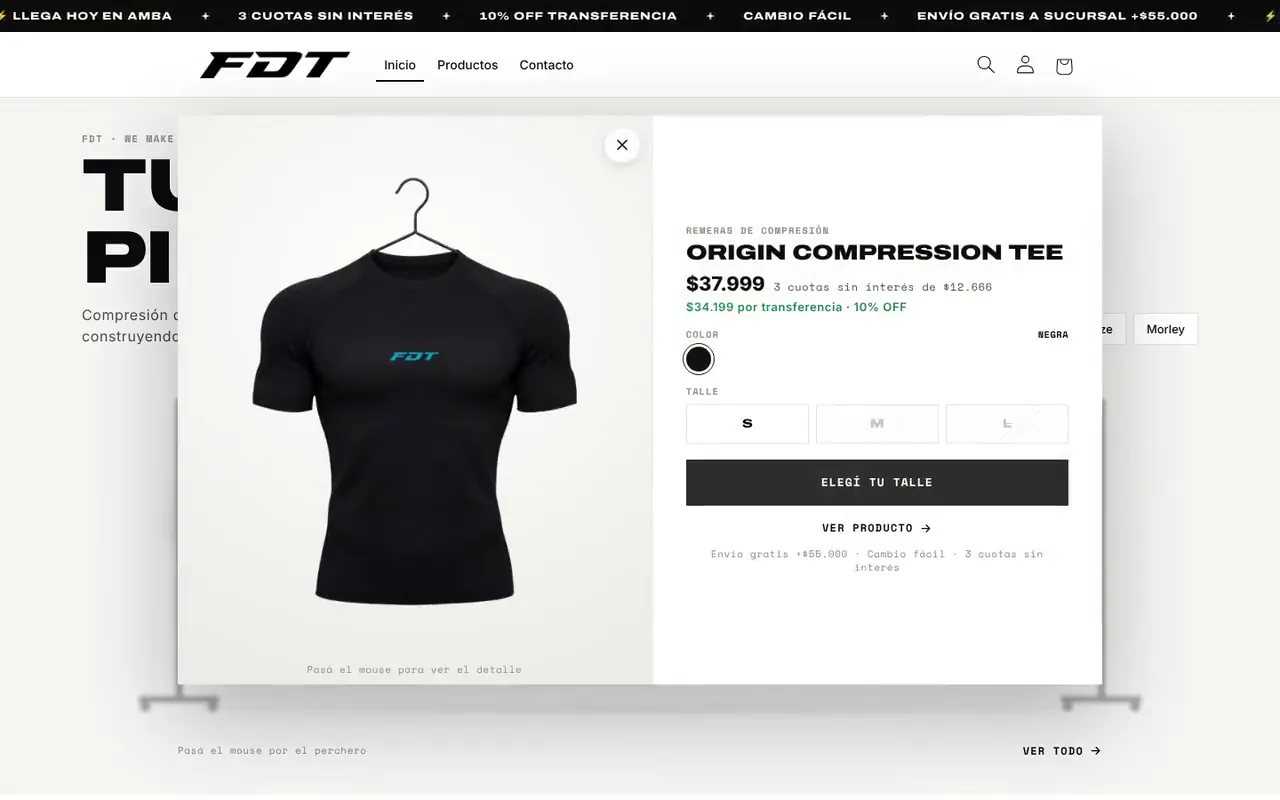 LLEGA HOY EN AMBA ✦ 3 CUOTAS SIN INTERÉS ✦ 10% OFF TRANSFERENCIA ✦ CAMBIO FÁCIL ✦ ENVÍO GRATIS A SUCURSAL +$55.000 ✦
FDT Inicio Productos Contacto
FDT · WE MAKE
TU
PI
Compresión
construyendo
ze
Morley
FDT
Pasá el mouse para ver el detalle
REMERAS DE COMPRESIÓN
ORIGIN COMPRESSION TEE
$37.999 3 cuotas sin interés de $12.666
$34.199 por transferencia · 10% OFF
COLOR NEGRA
TALLE
S M L
ELEGÍ TU TALLE
VER PRODUCTO →
Envío gratis +$55.000 · Cambio fácil · 3 cuotas sin
interés
Pasá el mouse por el perchero
VER TODO →